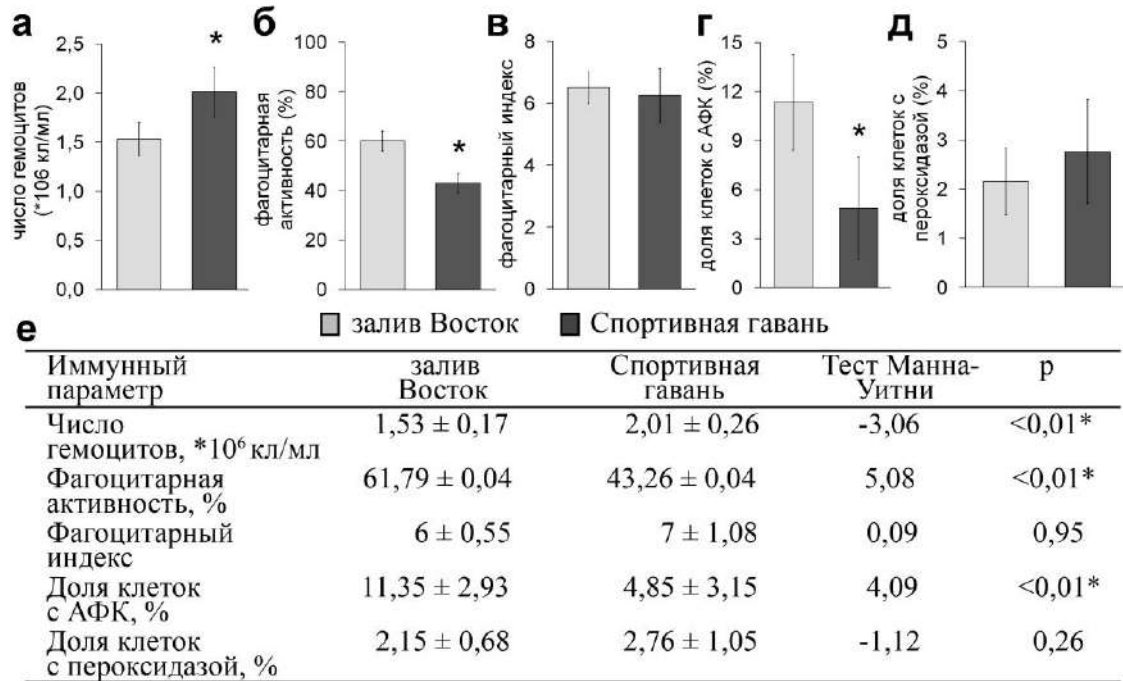 а
число гемоцитов
(*106 кл/мл)
2,5
2,0
1,5
1,0
0,5
0,0
*
б
фагоцитарная
активность (%)
100
80
60
40
20
0
*
в
фагоцитарный индекс
8
6
4
2
0
г
доля клеток с АФК (%)
15
12
9
6
3
0
*
д
доля клеток с
пероксидазой (%)
5
4
3
2
1
0
залив Восток Спортивная гавань
е
Иммунный параметр залив Восток Спортивная гавань Тест Манна-Уитни р
Число
гемоцитов, *10⁶ кл/мл 1,53 ± 0,17 2,01 ± 0,26 -3,06 <0,01*
Фагоцитарная
активность, % 61,79 ± 0,04 43,26 ± 0,04 5,08 <0,01*
Фагоцитарный
индекс 6 ± 0,55 7 ± 1,08 0,09 0,95
Доля клеток
с АФК, % 11,35 ± 2,93 4,85 ± 3,15 4,09 <0,01*
Доля клеток
с пероксидазой, % 2,15 ± 0,68 2,76 ± 1,05 -1,12 0,26